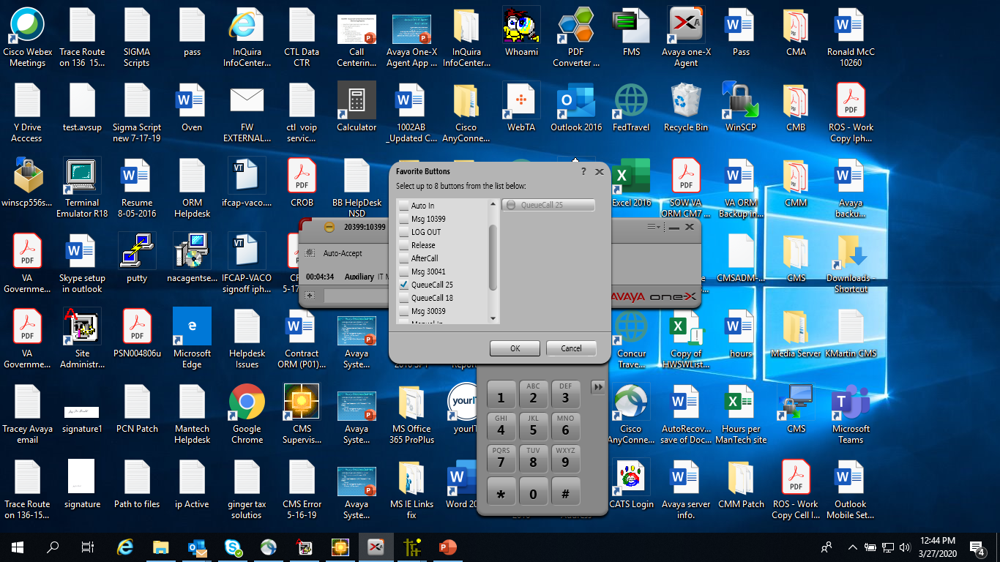 Cisco Webex
Meetings
Trace Route
on 136 15...
SIGMA
Scripts
pass
InQuira
InfoCenter...
CTL Data
CTR
Call
Centering...
Avaya One-X
Agent App ...
InQuira
InfoCenter...
Whoami
PDF
Converter ...
FMS
Avaya one-X
Agent
Pass
CMA
Ronald McC
10260
Y Drive
Acccess
test.avsup
Sigma Script
new 7-17-19
Oven
FW
EXTERNAL...
ctl voip
servic...
Calculator
1002AB
_Updated C...
Cisco
AnyConne...
WebTA
Outlook 2016
FedTravel
Recycle Bin
WinSCP
CMB
ROS - Work
Copy Iph...
winscp556s...
Terminal
Emulator R18
Resume
8-05-2016
ORM
Helpdesk
ifcap-vaco...
CROB
BB HelpDesk
NSD
Excel 2016
SOW VA
ORM CM7 ...
VA ORM
Backup in...
CMM
Avaya
backu...
Favorite Buttons
? 
Select up to 8 buttons from the list below:
Auto In
Msg 10399
LOG OUT
Release
AfterCall
Msg 30041
QueueCall 25
QueueCall 18
Msg 30039
Manual in
QueueCall 25
OK
Cancel
20399:10399
Auto-Accept
00:04:34 Auxiliary IT M
AVAYA one-X
VA
Governme...
Skype setup
in outlook
putty
nacagentse...
IFCAP-VACO
signoff iph...
5-17
CMSADM-...
CMS
Downloads -
Shortcut
VA
Governme...
Site
Administr...
PSN004806u
Microsoft
Edge
Helpdesk
Issues
Contract
ORM (P01)...
Avaya
Syste...
Concur
Trave...
Copy of
HWSWList...
hours
Media Server
KMartin CMS
Tracey Avaya
email
signature1
PCN Patch
Mantech
Helpdesk
Google
Chrome
CMS
Supervis...
Avaya
Syste...
MS Office
365 ProPlus
yourIT
yourIT
Cisco
AnyConne...
AutoRecov...
save of Doc...
Hours per
ManTech site
CMS
Microsoft
Teams
1
ABC
2
DEF
3
GHI
4
JKL
5
MNO
6
PQRS
7
TUV
8
WXYZ
9
*
0
#
Trace Route
on 136-15...
signature
Path to files
ip Active
ginger tax
solutios
CMS Error
5-16-19
Avaya
Syste...
MS IE Links
fix
Word 20
CATS Login
Avaya server
info.
CMM Patch
ROS - Work
Copy Cell I...
Outlook
Mobile Set...
12:44 PM
3/27/2020
4